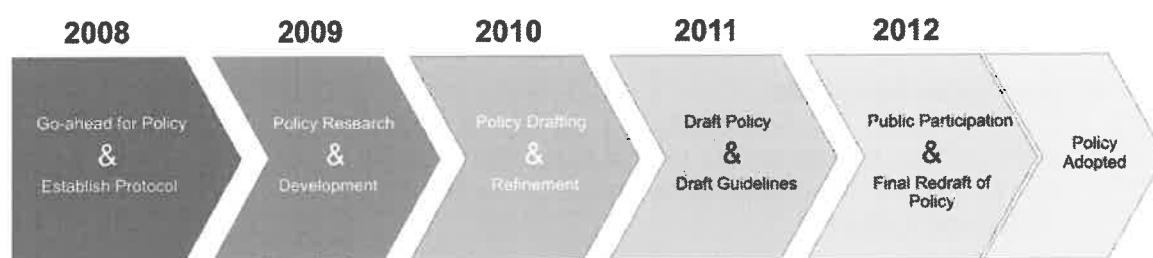 2008
2009
2010
2011
2012
Go-ahead for Policy
&
Establish Protocol
Policy Research
&
Development
Policy Drafting
&
Refinement
Draft Policy
&
Draft Guidelines
Public Participation
&
Final Redraft of
Policy
Policy
Adopted